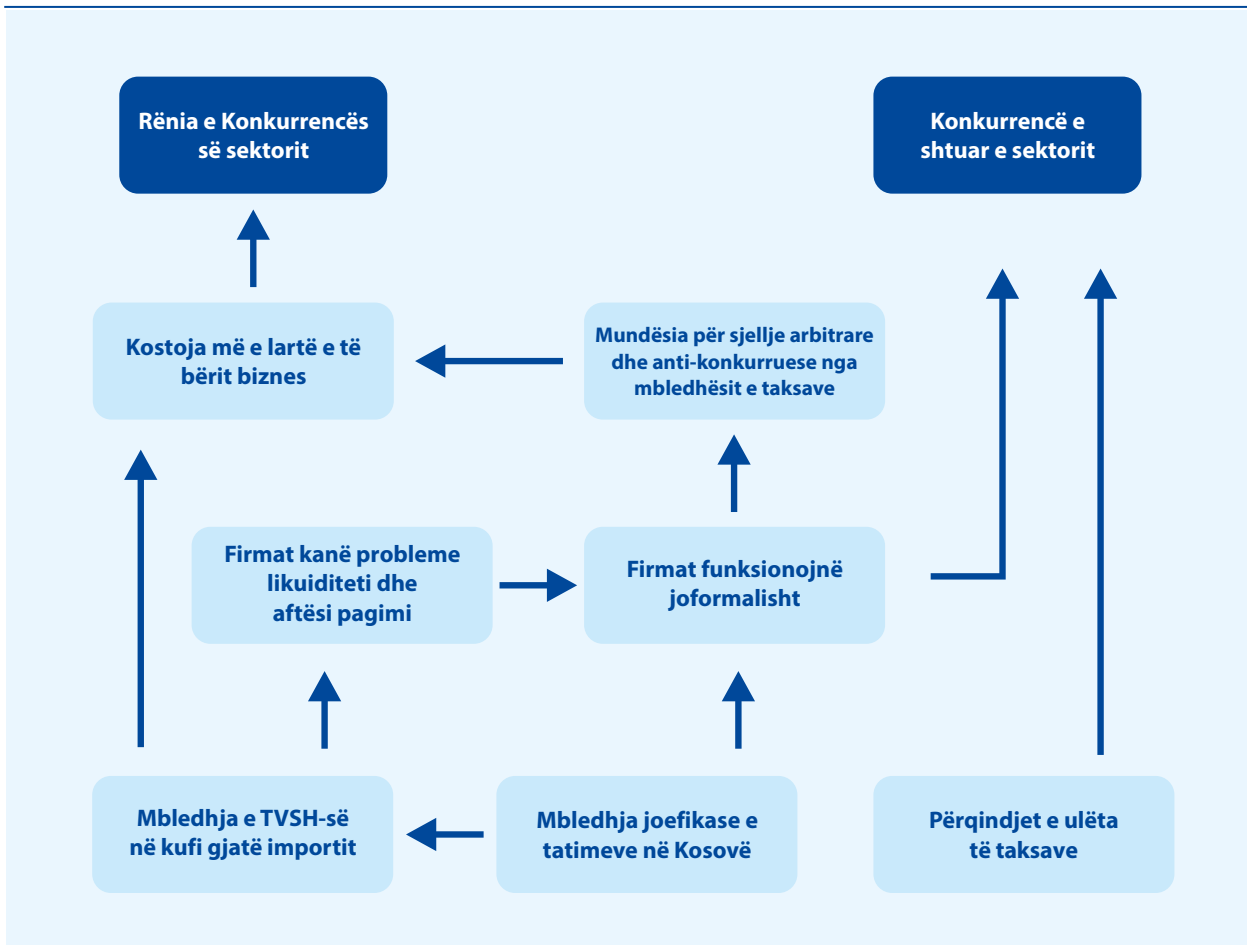 Rënia e Konkurrencës
së sektorit
Konkurrencë e
shtuar e sektorit
Kostoja më e lartë e të
bërit biznes
Mundësia për sjellje arbitrare
dhe anti-konkurruese nga
mbledhësit e taksave
Firmat kanë probleme
likuiditeti dhe
aftësi pagimi
Firmat funksionojnë
joformalisht
Mbledhja e TVSH-së
në kufi gjatë importit
Mbledhja joefikase e
tatimeve në Kosovë
Përqindjet e ulëta
të taksave